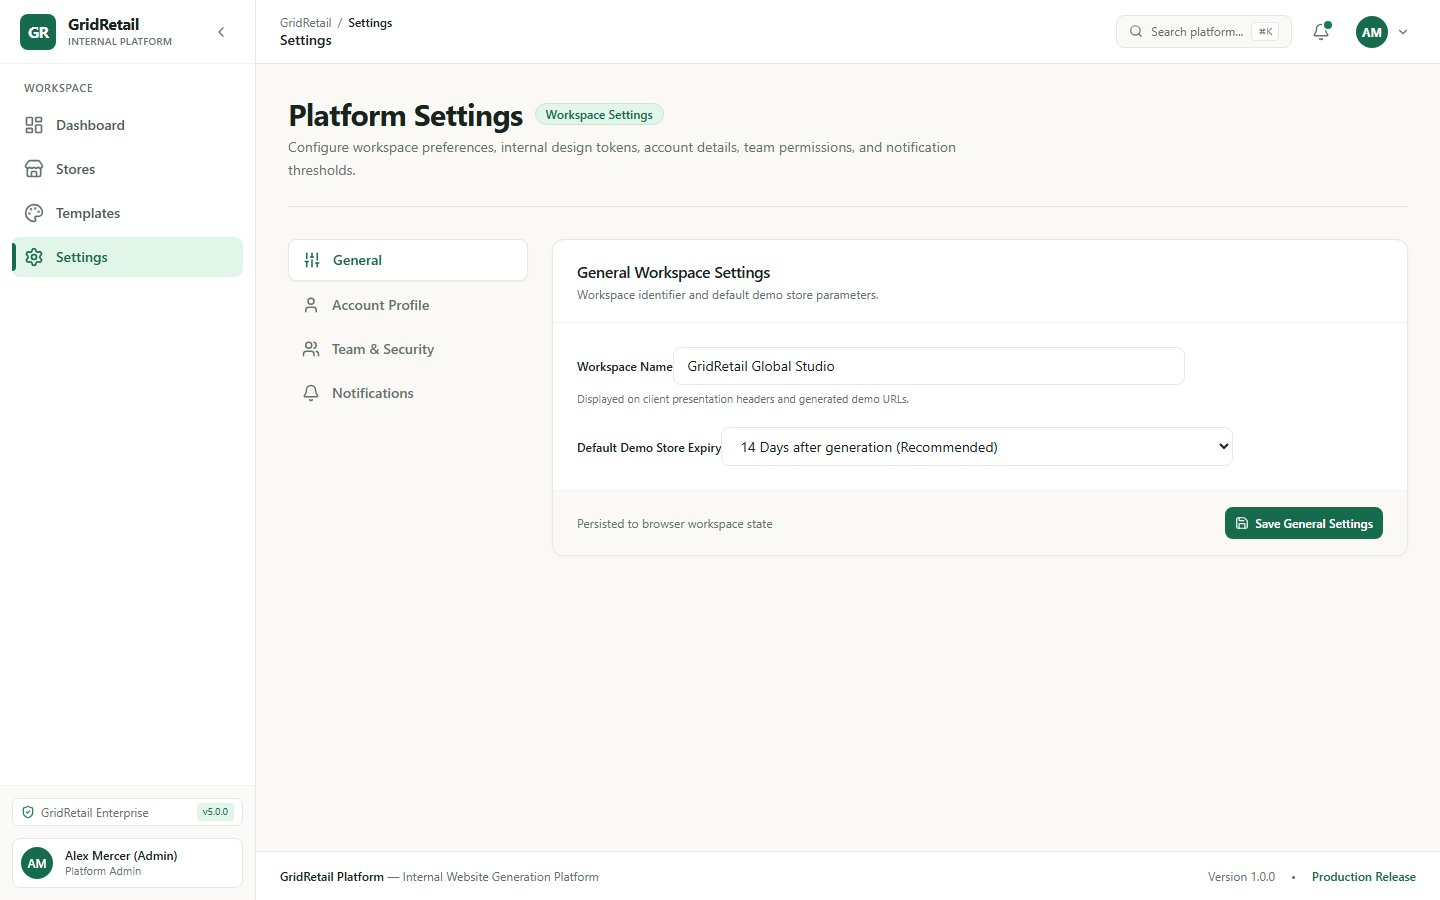 GR
GridRetail
INTERNAL PLATFORM
WORKSPACE
Dashboard
Stores
Templates
Settings
GridRetail Enterprise
v5.0.0
AM
Alex Mercer (Admin)
Platform Admin
GridRetail / Settings
Settings
Search platform... ⌘K
AM
Platform Settings
Workspace Settings
Configure workspace preferences, internal design tokens, account details, team permissions, and notification
thresholds.
General
Account Profile
Team & Security
Notifications
General Workspace Settings
Workspace identifier and default demo store parameters.
Workspace Name GridRetail Global Studio
Displayed on client presentation headers and generated demo URLs.
Default Demo Store Expiry 14 Days after generation (Recommended)
Persisted to browser workspace state
Save General Settings
GridRetail Platform — Internal Website Generation Platform
Version 1.0.0 • Production Release